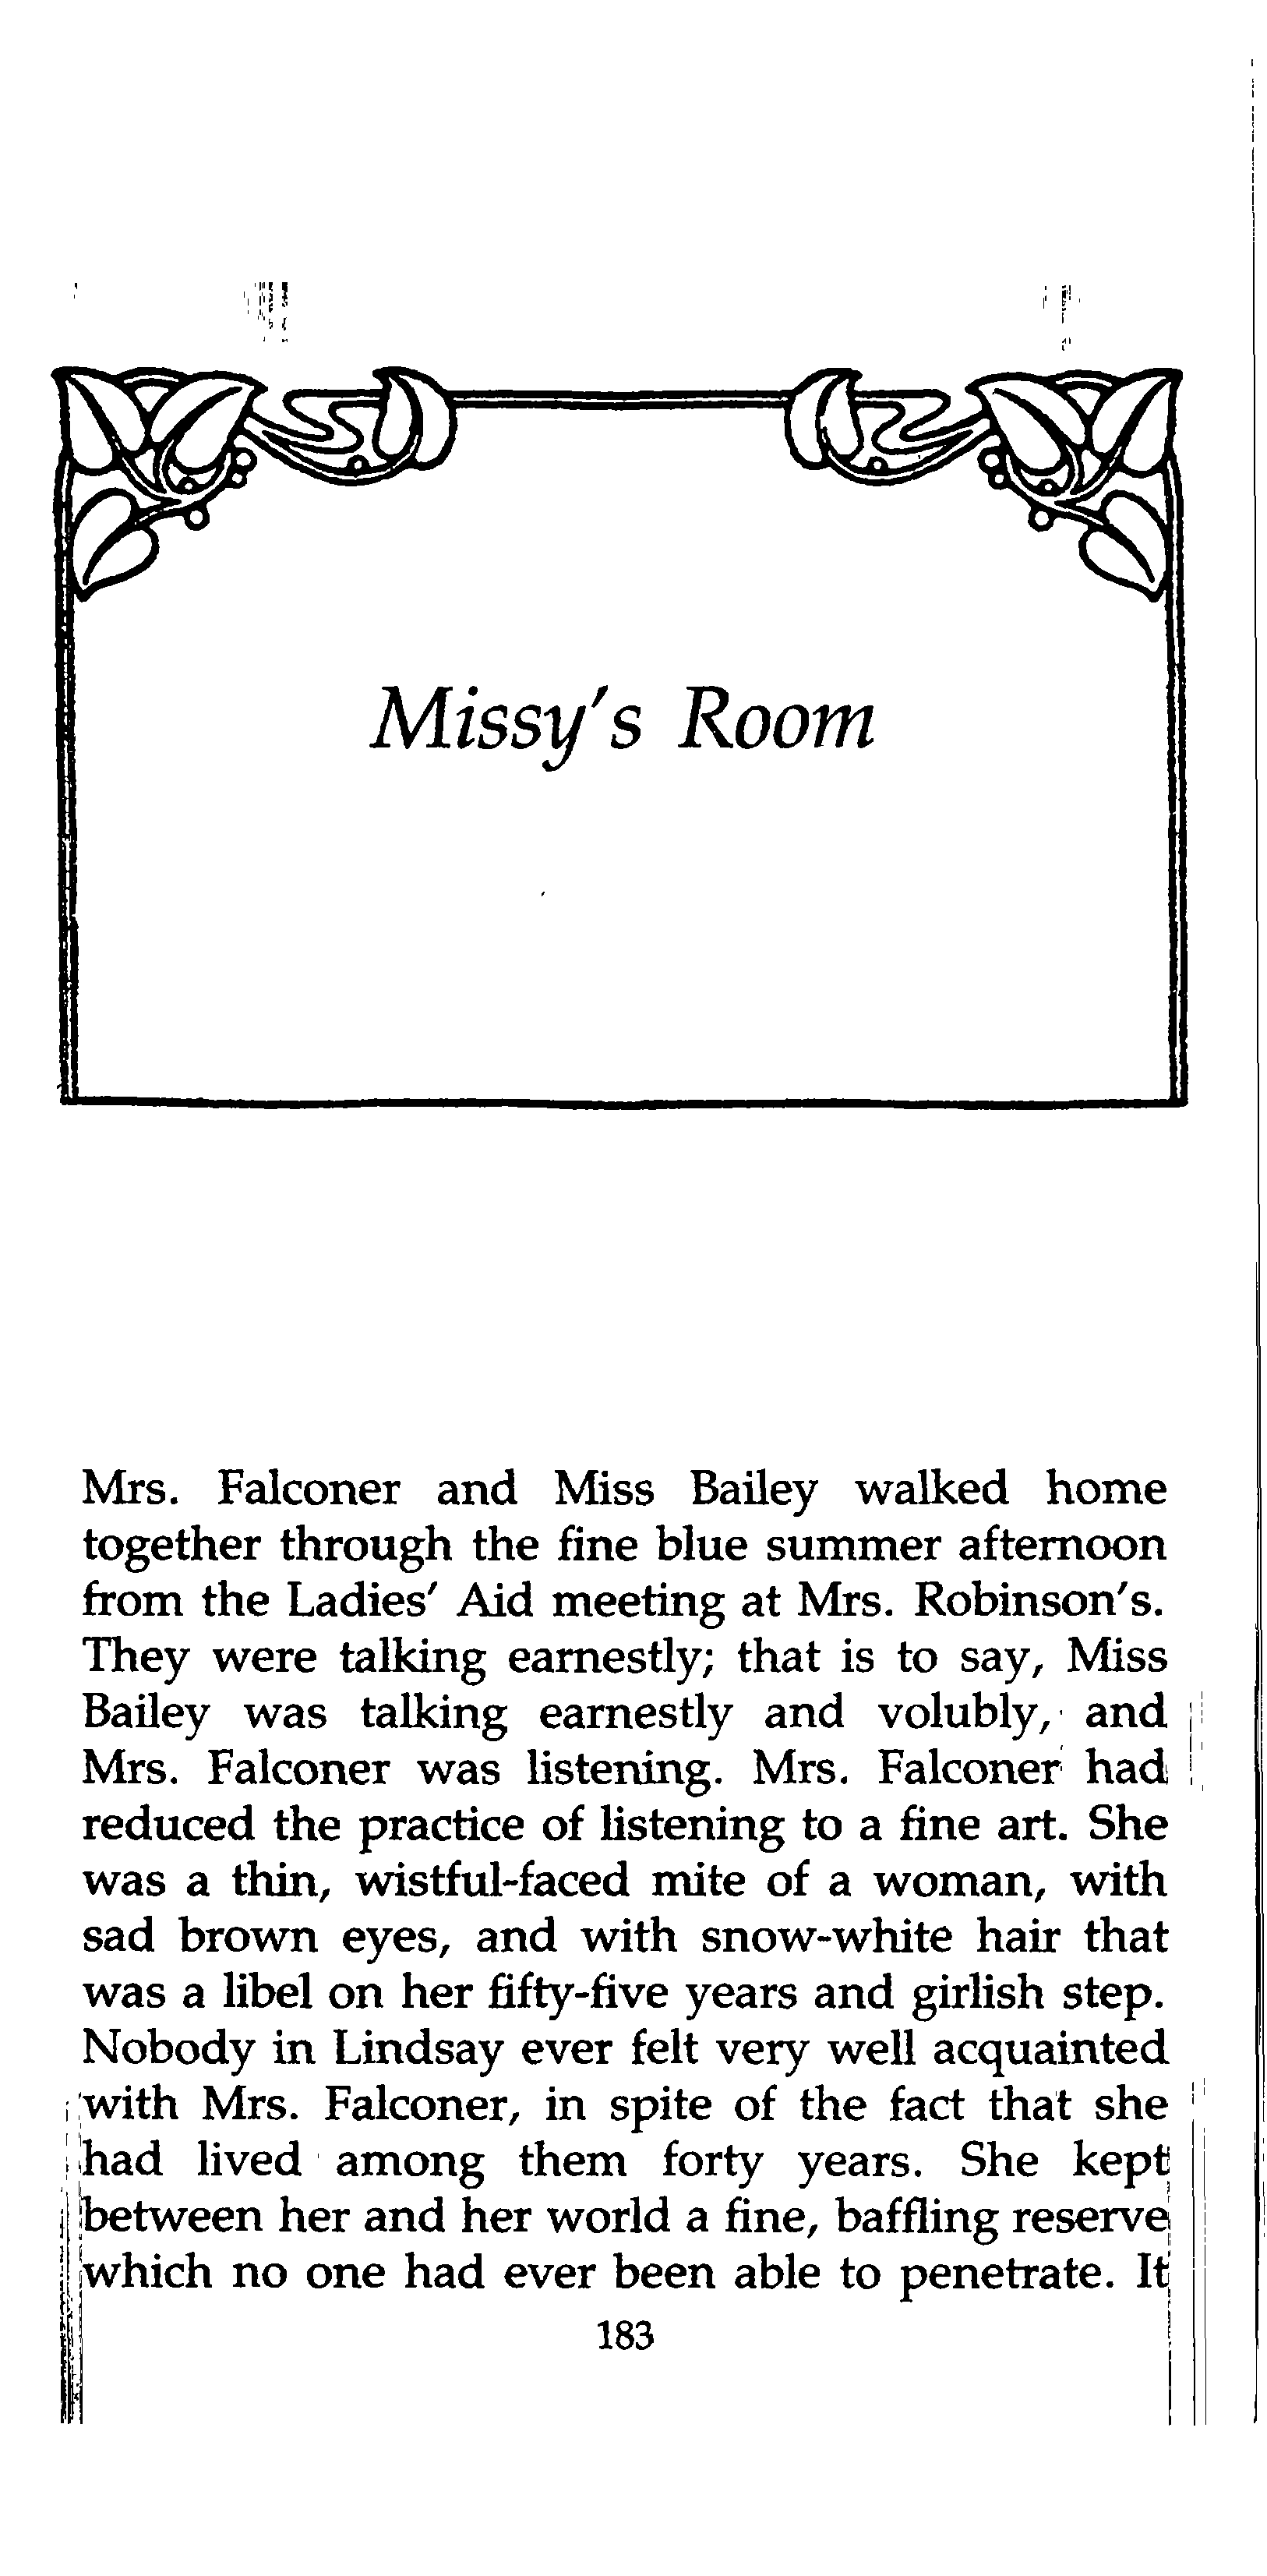 Missy's Room
Mrs. Falconer and Miss Bailey walked home
together through the fine blue summer afternoon
from the Ladies' Aid meeting at Mrs. Robinson's.
They were talking earnestly; that is to say, Miss
Bailey was talking earnestly and volubly, and
Mrs. Falconer was listening. Mrs. Falconer had
reduced the practice of listening to a fine art. She
was a thin, wistful-faced mite of a woman, with
sad brown eyes, and with snow-white hair that
was a libel on her fifty-five years and girlish step.
Nobody in Lindsay ever felt very well acquainted
with Mrs. Falconer, in spite of the fact that she
had lived among them forty years. She kept
between her and her world a fine, baffling reserve
which no one had ever been able to penetrate. It
183